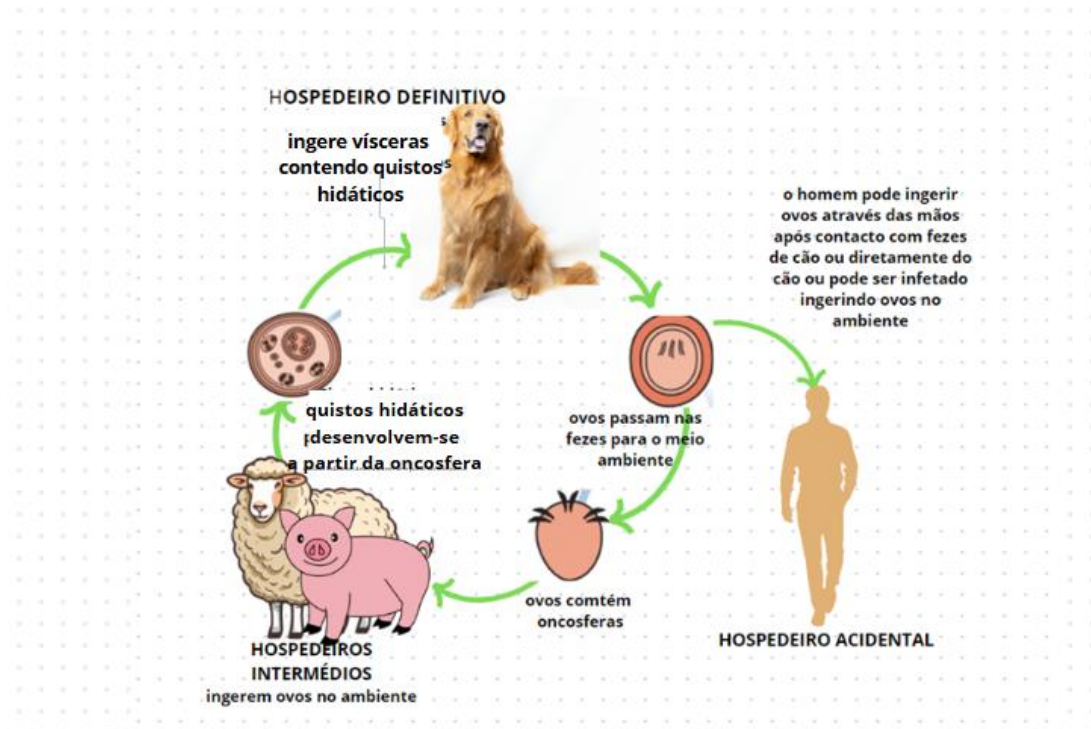 HOSPEDEIRO DEFINITIVO
ingere vísceras
contendo quistos
hidáticos
o homem pode ingerir
ovos através das mãos
após contacto com fezes
de cão ou diretamente do
cão ou pode ser infetado
ingerindo ovos no
ambiente
quistos hidáticos
desenvolvem-se
a partir da oncosfera
ovos passam nas
fezes para o meio
ambiente
ovos comtém
oncosferas
HOSPEDEIROS
INTERMÉDIOS
ingerem ovos no ambiente
HOSPEDEIRO ACIDENTAL